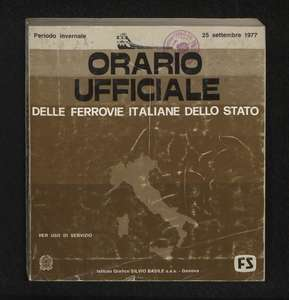 Periodo invernale
25 settembre 1977
ORARIO
UFFICIALE
DELLE FERROVIE ITALIANE DELLO STATO
PER USO DI SERVIZIO
FS
Istituto Grafico SILVIO BASILE s.a.s. - Genova